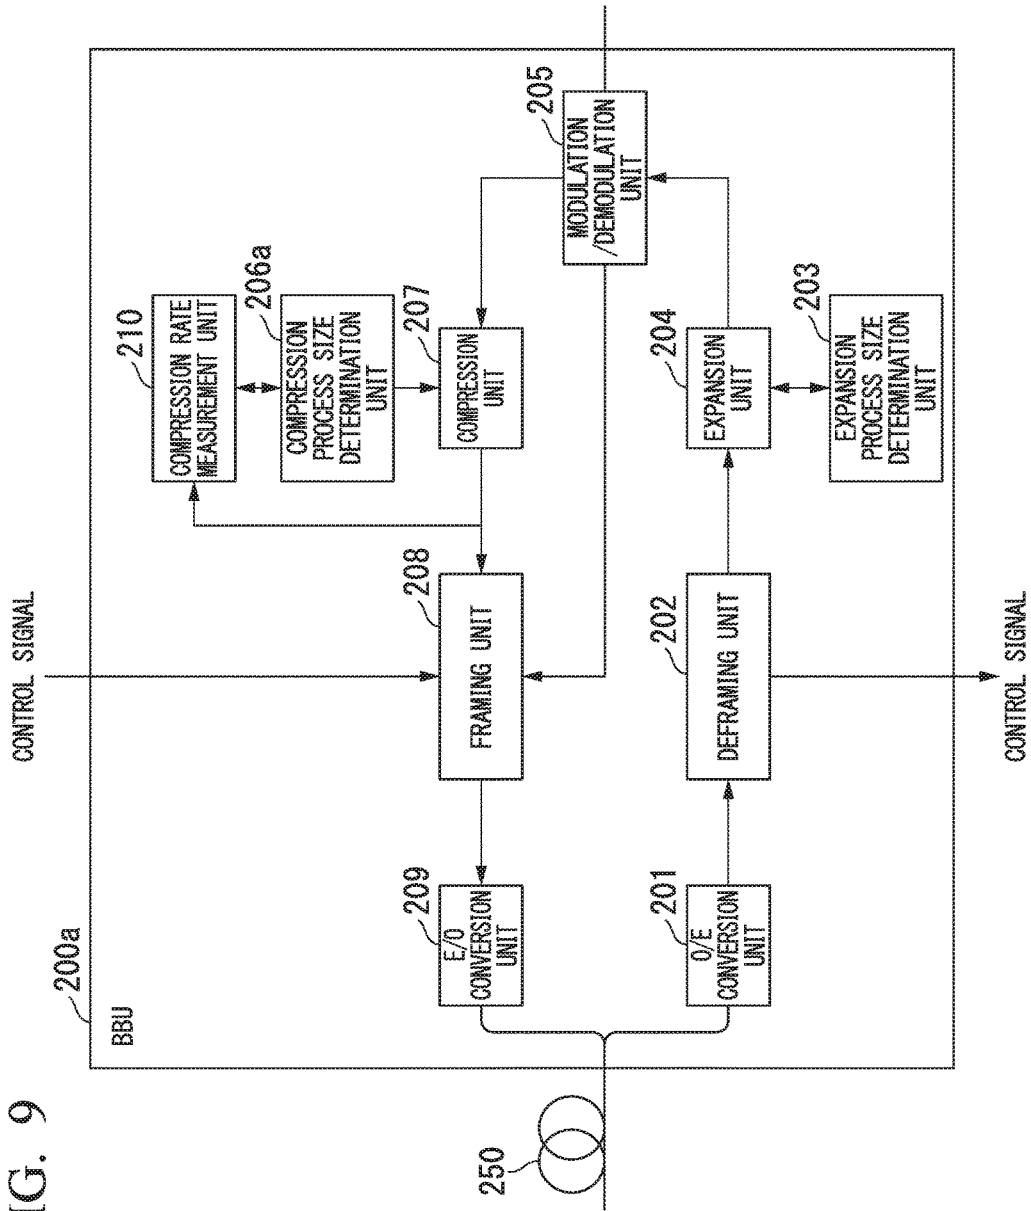 [G. 9
200a
BBU
CONTROL SIGNAL
210
COMPRESSION RATE
MEASUREMENT UNIT
206a
COMPRESSION
PROCESS SIZE
DETERMINATION
UNIT
209
E/O
CONVERSION
UNIT
208
FRAMING UNIT
207
COMPRESSION
UNIT
205
MODULATION
/DEMODULATION
UNIT
250
201
O/E
CONVERSION
UNIT
202
DEFRAMING UNIT
204
EXPANSION
UNIT
203
EXPANSION
PROCESS SIZE
DETERMINATION
UNIT
CONTROL SIGNAL